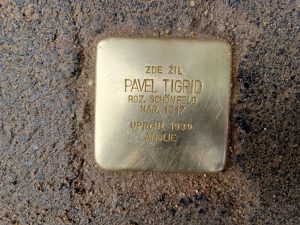 ZDE ŽIL
PAVEL TIGRID
ROZ. SCHÖNFELD
NAR. 1917
UPRCHL 1939
ANGLIE